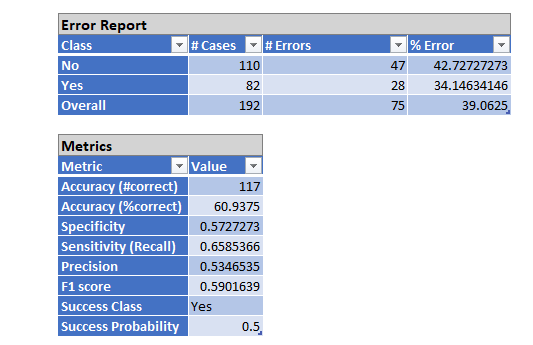 Error Report
Class # Cases # Errors % Error
No 110 47 42.72727273
Yes 82 28 34.14634146
Overall 192 75 39.0625
Metrics
Metric Value
Accuracy (#correct) 117
Accuracy (%correct) 60.9375
Specificity 0.5727273
Sensitivity (Recall) 0.6585366
Precision 0.5346535
F1 score 0.5901639
Success Class Yes
Success Probability 0.5